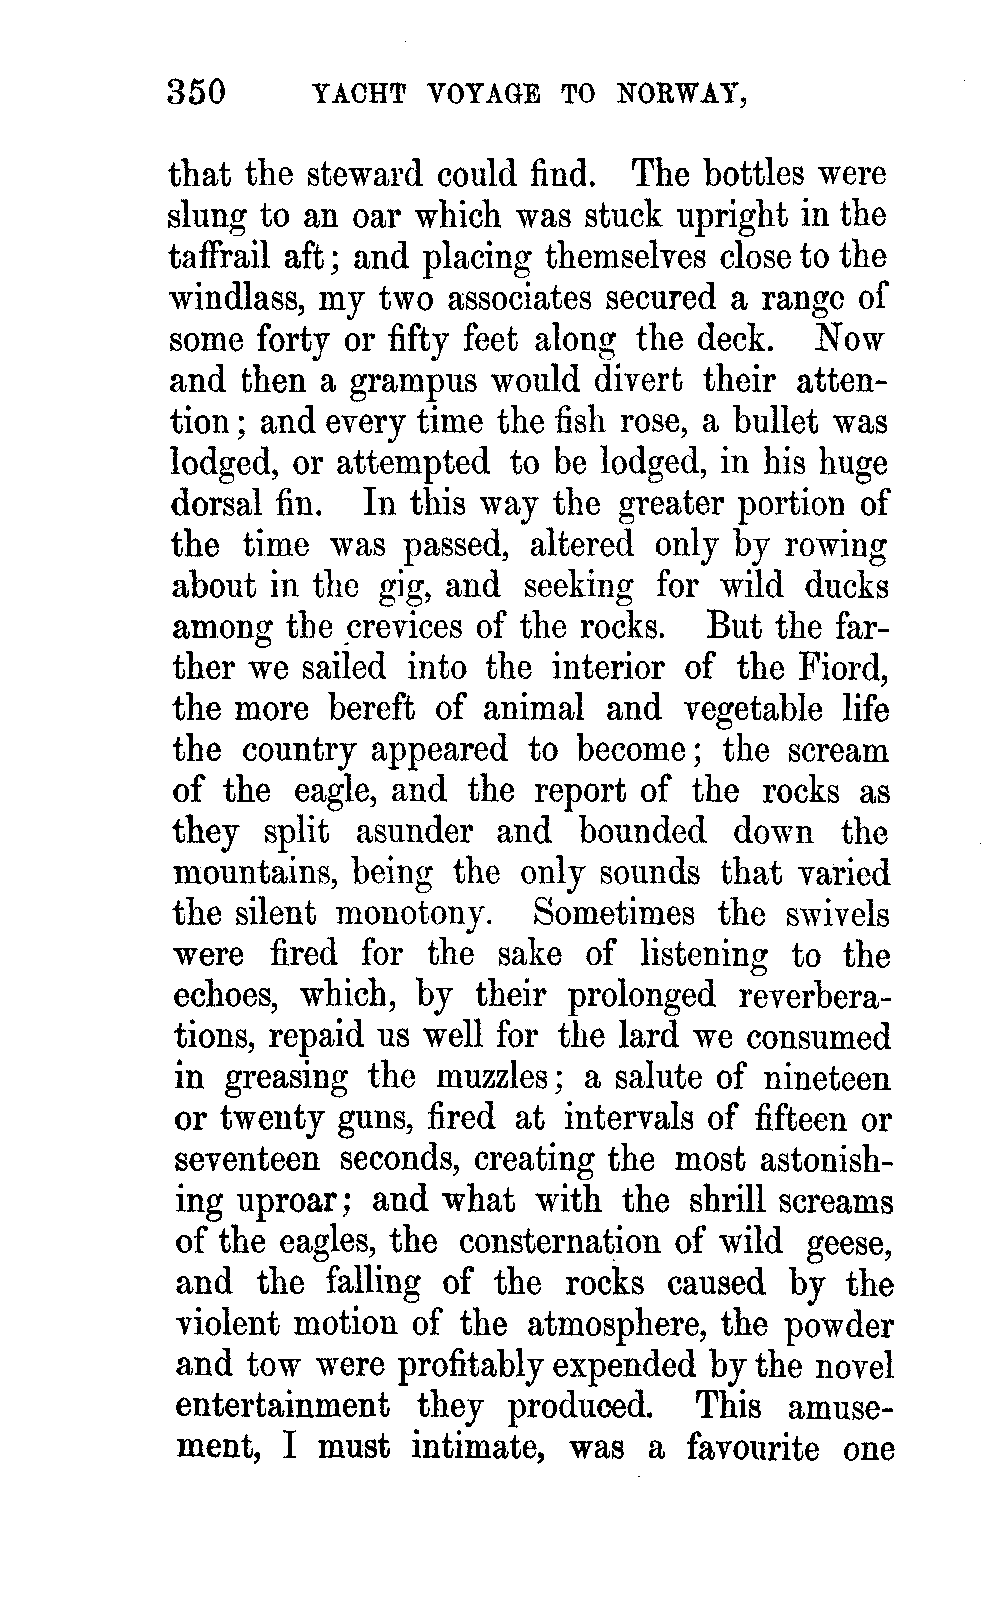 350 YACHT VOYAGE TO NORWAY,
that the steward could find. The bottles were
slung to an oar which was stuck upright in the
taffrail aft; and placing themselves close to the
windlass, my two associates secured a range of
some forty or fifty feet along the deck. Now
and then a grampus would divert their atten-
tion; and every time the fish rose, a bullet was
lodged, or attempted to be lodged, in his huge
dorsal fin. In this way the greater portion of
the time was passed, altered only by rowing
about in the gig, and seeking for wild ducks
among the crevices of the rocks. But the far-
ther we sailed into the interior of the Fiord,
the more bereft of animal and vegetable life
the country appeared to become; the scream
of the eagle, and the report of the rocks as
they split asunder and bounded down the
mountains, being the only sounds that varied
the silent monotony. Sometimes the swivels
were fired for the sake of listening to the
echoes, which, by their prolonged reverbera-
tions, repaid us well for the lard we consumed
in greasing the muzzles; a salute of nineteen
or twenty guns, fired at intervals of fifteen or
seventeen seconds, creating the most astonish-
ing uproar; and what with the shrill screams
of the eagles, the consternation of wild geese,
and the falling of the rocks caused by the
violent motion of the atmosphere, the powder
and tow were profitably expended by the novel
entertainment they produced. This amuse-
ment, I must intimate, was a favourite one